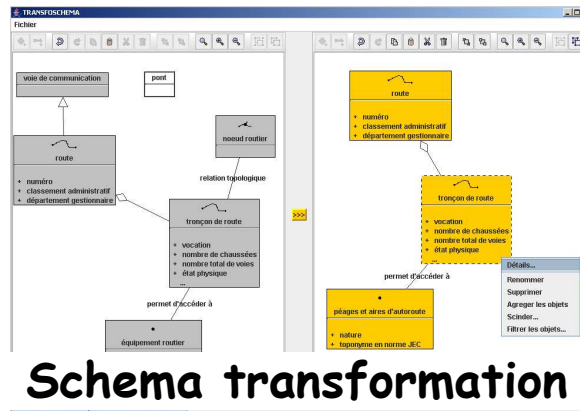 TRANSFOSCHEMA
Fichier
voie de communication
pont
noeud routier
route
+ numéro
+ classement administratif
+ département gestionnaire
relation topologique
tronçon de route
+ vocation
+ nombre de chaussées
+ nombre total de voies
+ état physique
...
permet d'accéder à
équipement routier
>>>
route
+ numéro
+ classement administratif
+ département gestionnaire
tronçon de route
+ vocation
+ nombre de chaussées
+ nombre total de voies
+ état physique
...
permet d'accéder à
péages et aires d'autoroute
+ nature
+ toponyme en norme JEC
Détails...
Renommer
Supprimer
Agreger les objets
Scinder...
Filtrer les objets...
Schema transformation